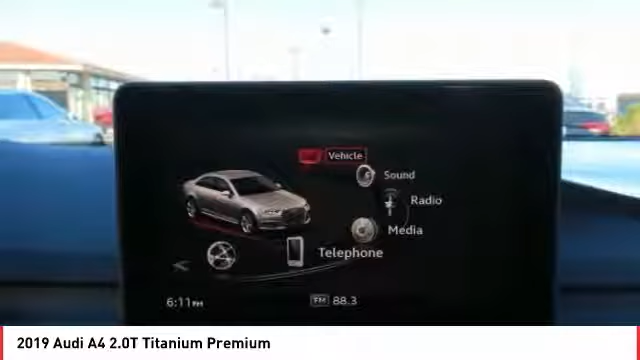 Vehicle
Sound
Radio
Media
Telephone
6:11PM
FM 88.3
2019 Audi A4 2.0T Titanium Premium